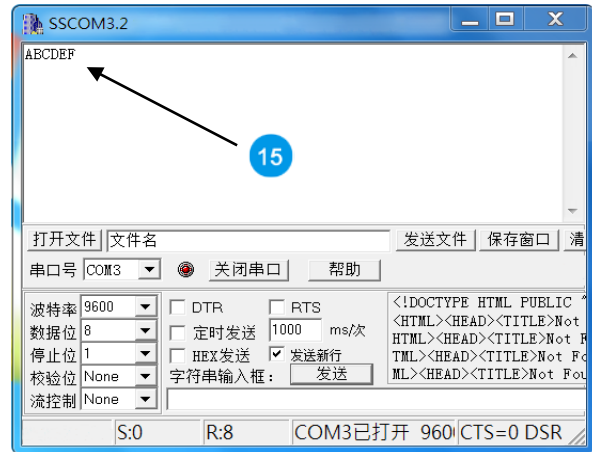 SSCOM3.2
ABCDEF
15
打开文件 文件名 发送文件 保存窗口 清
串口号 COM3 关闭串口 帮助
波特率 9600 DTR RTS
数据位 8 定时发送 1000 ms/次
停止位 1 HEX发送 发送新行
校验位 None 字符串输入框: 发送
流控制 None
<!DOCTYPE HTML PUBLIC "
<HTML><HEAD><TITLE>Not
HTML><HEAD><TITLE>Not F
TML><HEAD><TITLE>Not Fo
ML><HEAD><TITLE>Not Fou
S:0 R:8 COM3已打开 960 CTS=0 DSR